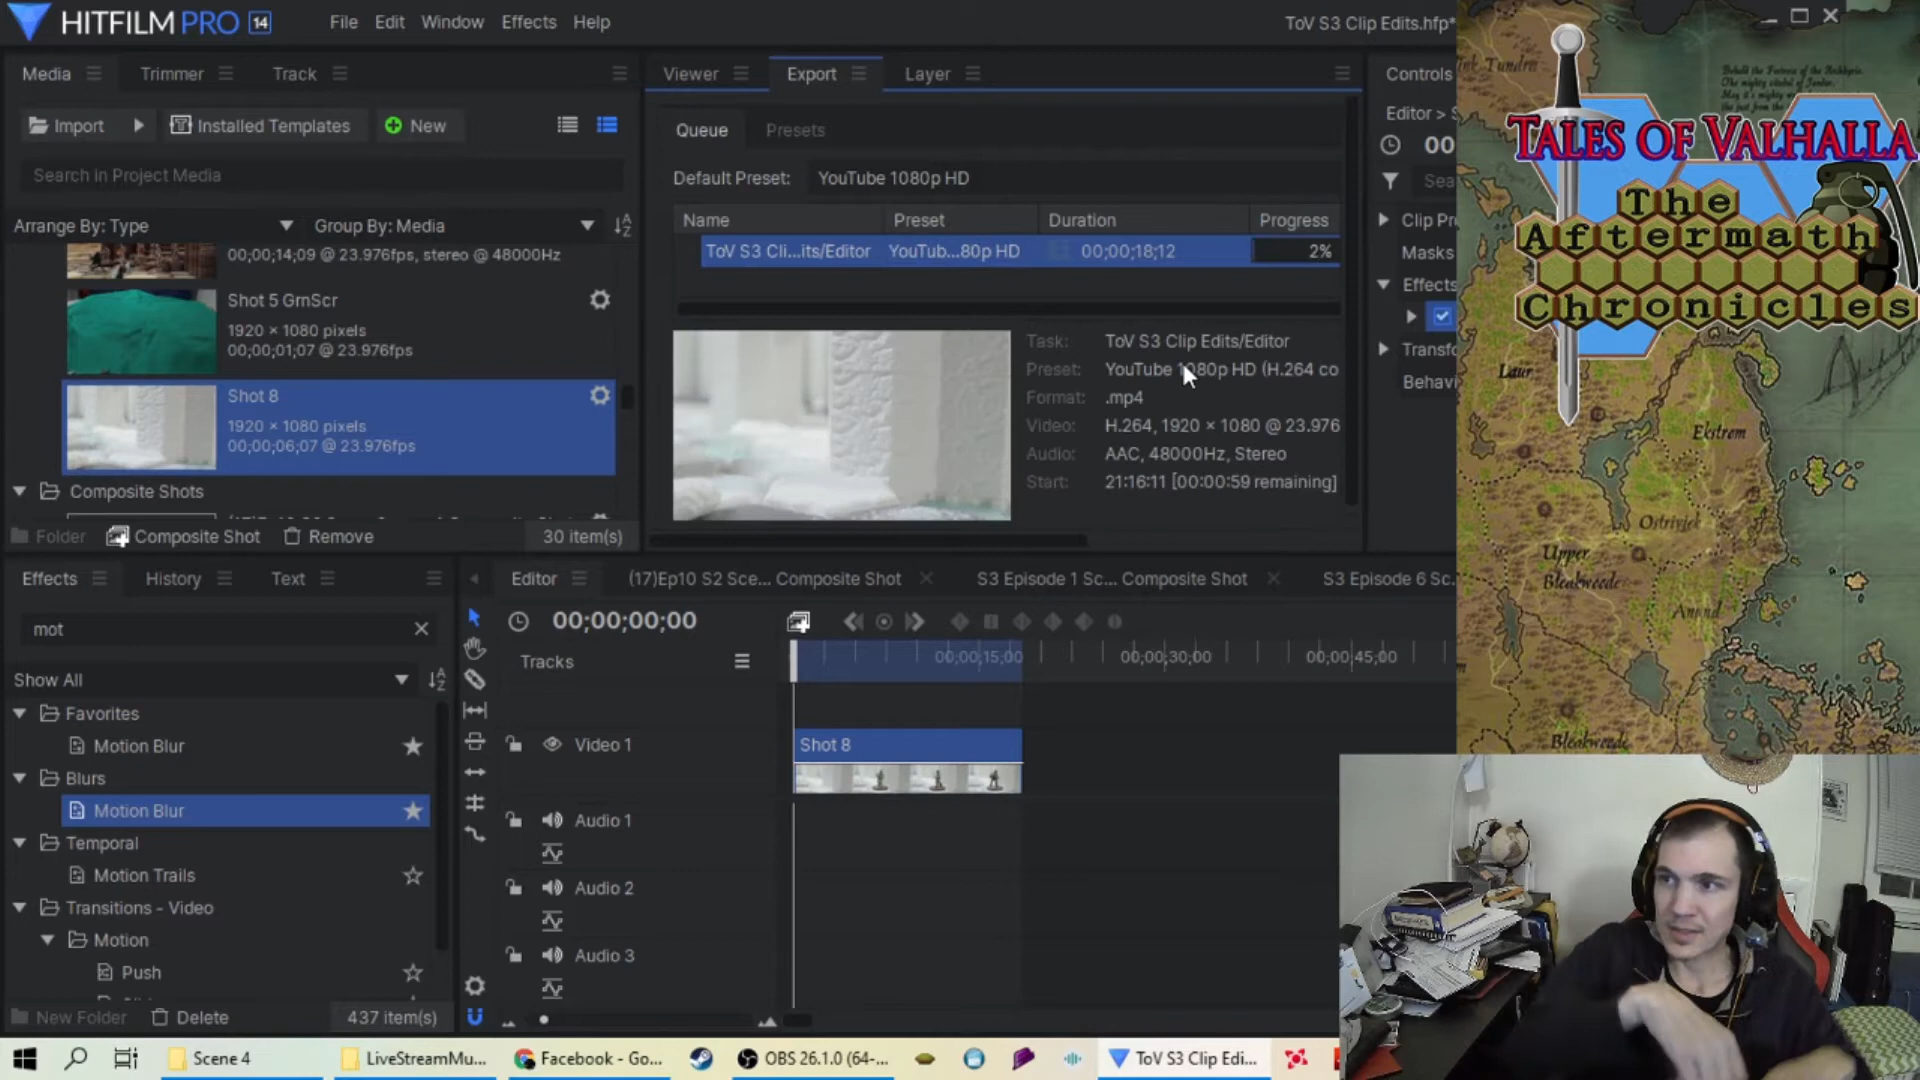 HITFILM PRO 14
File Edit Window Effects Help
ToV S3 Clip Edits.hfp*
Media Trimmer Track
Import Installed Templates New
Search in Project Media
Arrange By: Type Group By: Media
00;00;14;09 @ 23.976fps, stereo @ 48000Hz
Shot 5 GrnScr
1920 × 1080 pixels
00;00;01;07 @ 23.976fps
Shot 8
1920 × 1080 pixels
00;00;06;07 @ 23.976fps
Composite Shots
Folder Composite Shot Remove 30 item(s)
Viewer Export Layer
Queue Presets
Default Preset: YouTube 1080p HD
Name Preset Duration Progress
ToV S3 Cli...its/Editor YouTub...80p HD 00;00;18;12 2%
Task: ToV S3 Clip Edits/Editor
Preset: YouTube 1080p HD (H.264 co
Format: .mp4
Video: H.264, 1920 × 1080 @ 23.976
Audio: AAC, 48000Hz, Stereo
Start: 21:16:11 [00:00:59 remaining]
Controls
Editor > S
00
Sea
Clip Pr
Masks
Effects
Transfo
Behavi
TALES OF VALHALLA
The
Aftermath
Chronicles
Laur
Ekstrem
Ostrivick
Upper
Bleakweede
Anand
Bleakweede
Effects History Text
mot
Show All
Favorites
Motion Blur
Blurs
Motion Blur
Temporal
Motion Trails
Transitions - Video
Motion
Push
New Folder Delete 437 item(s)
Editor (17)Ep10 S2 Sce... Composite Shot S3 Episode 1 Sc... Composite Shot S3 Episode 6 Sc.
00;00;00;00
Tracks 00;00;15;00 00;00;30;00 00;00;45;00
Video 1 Shot 8
Audio 1
Audio 2
Audio 3
Scene 4 LiveStreamMu... Facebook - Go... OBS 26.1.0 (64-... ToV S3 Clip Edi...